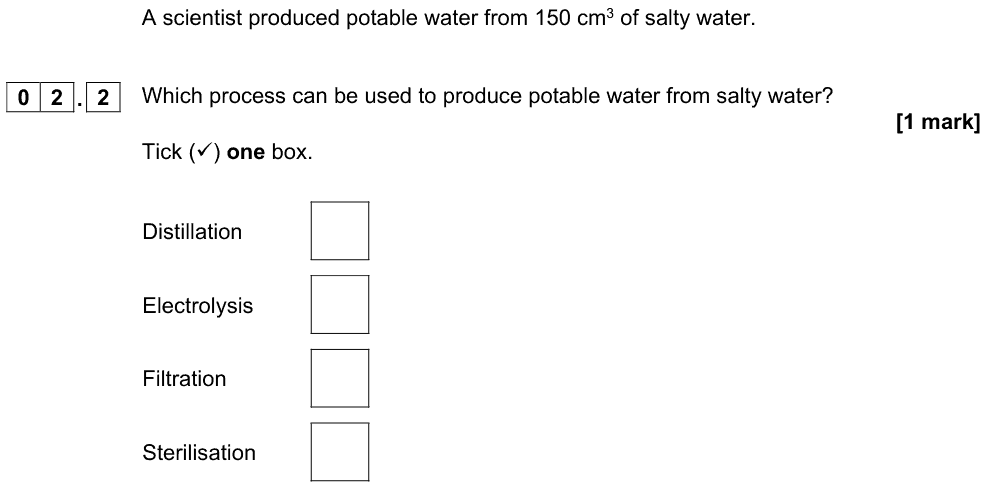 A scientist produced potable water from 150 cm³ of salty water.
0 2 . 2 Which process can be used to produce potable water from salty water?
[1 mark]
Tick (✓) one box.
Distillation
Electrolysis
Filtration
Sterilisation